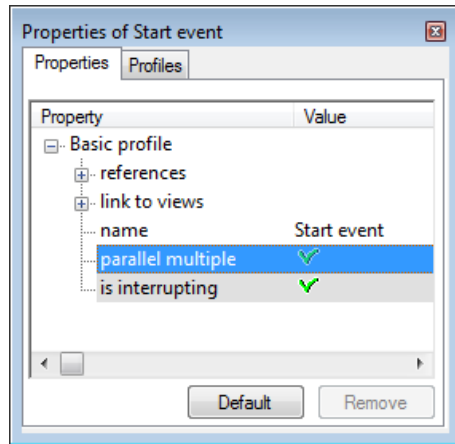 Properties of Start event
Properties Profiles
Property Value
Basic profile
references
link to views
name Start event
parallel multiple
is interrupting
Default Remove